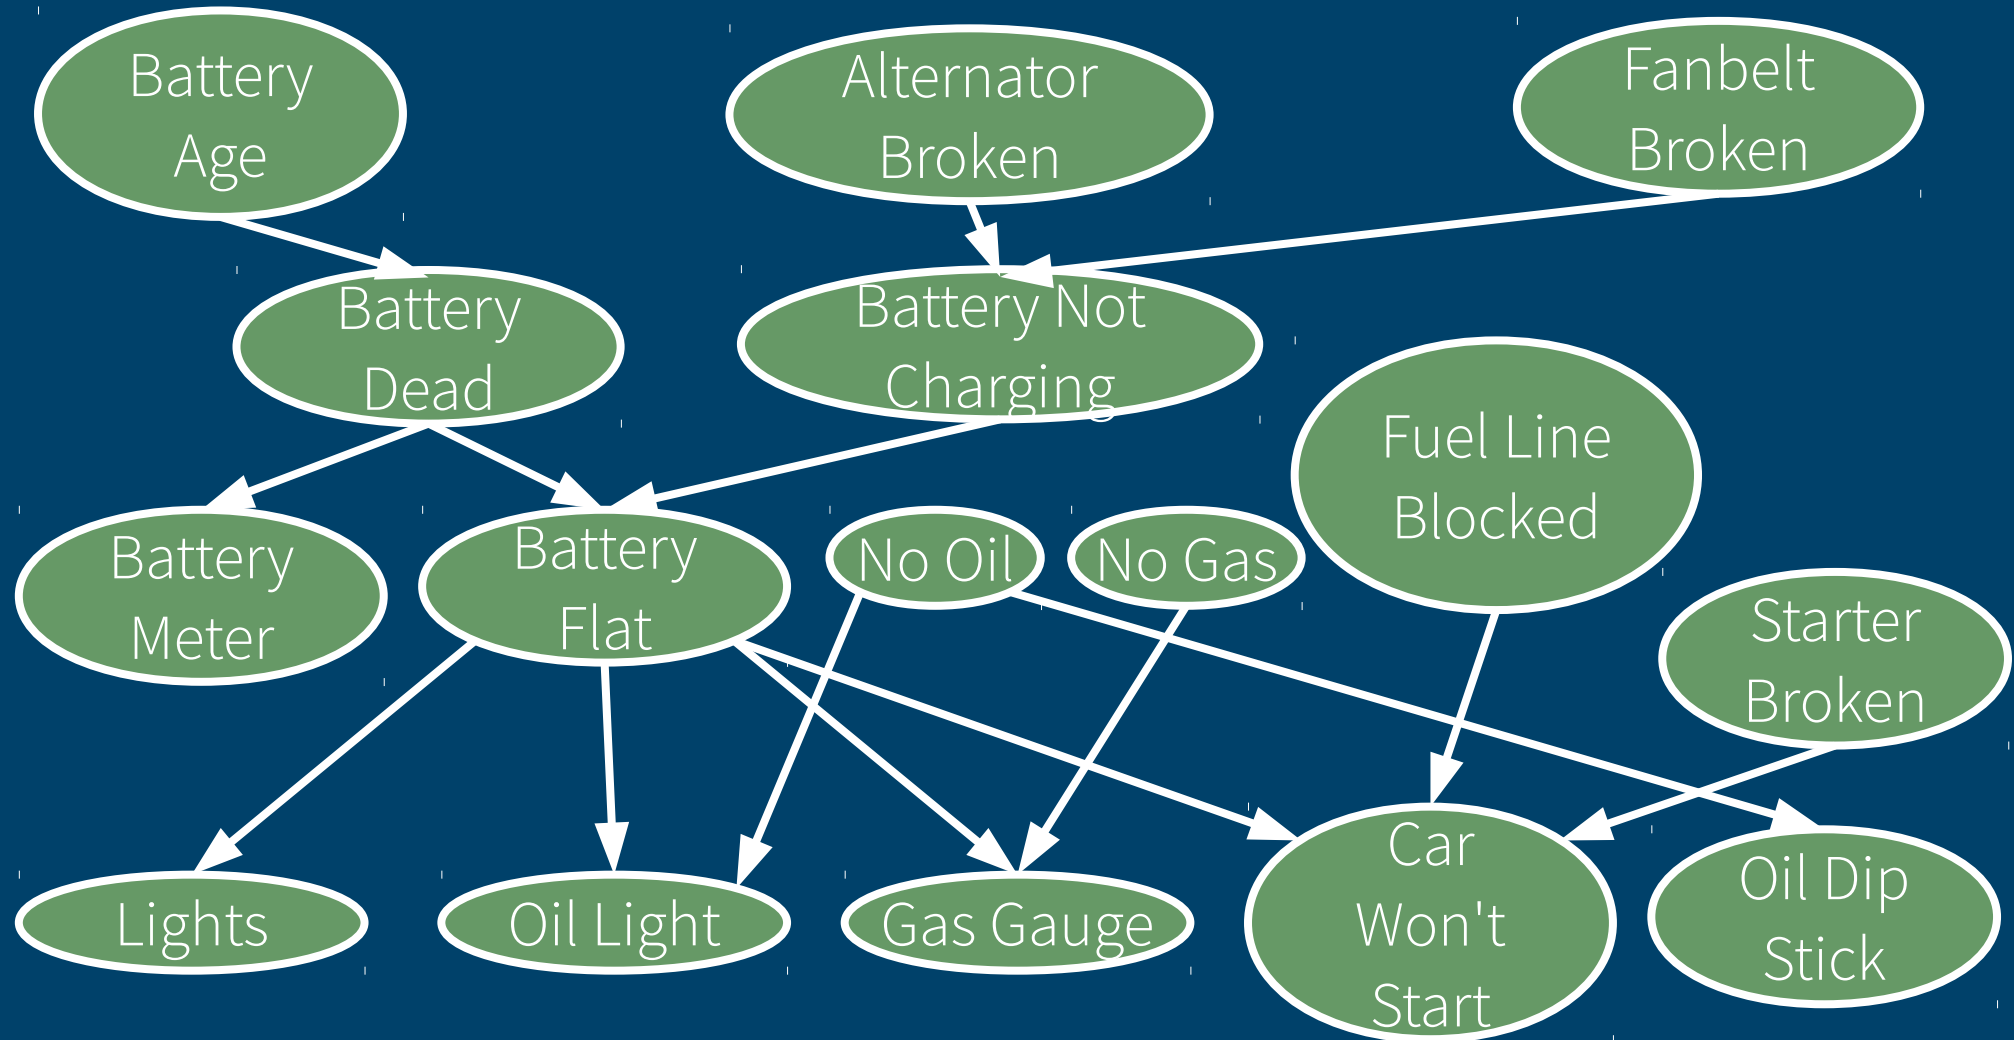 Battery
Age
Alternator
Broken
Fanbelt
Broken
Battery
Dead
Battery Not
Charging
Fuel Line
Blocked
Battery
Meter
Battery
Flat
No Oil
No Gas
Starter
Broken
Lights
Oil Light
Gas Gauge
Car
Won't
Start
Oil Dip
Stick